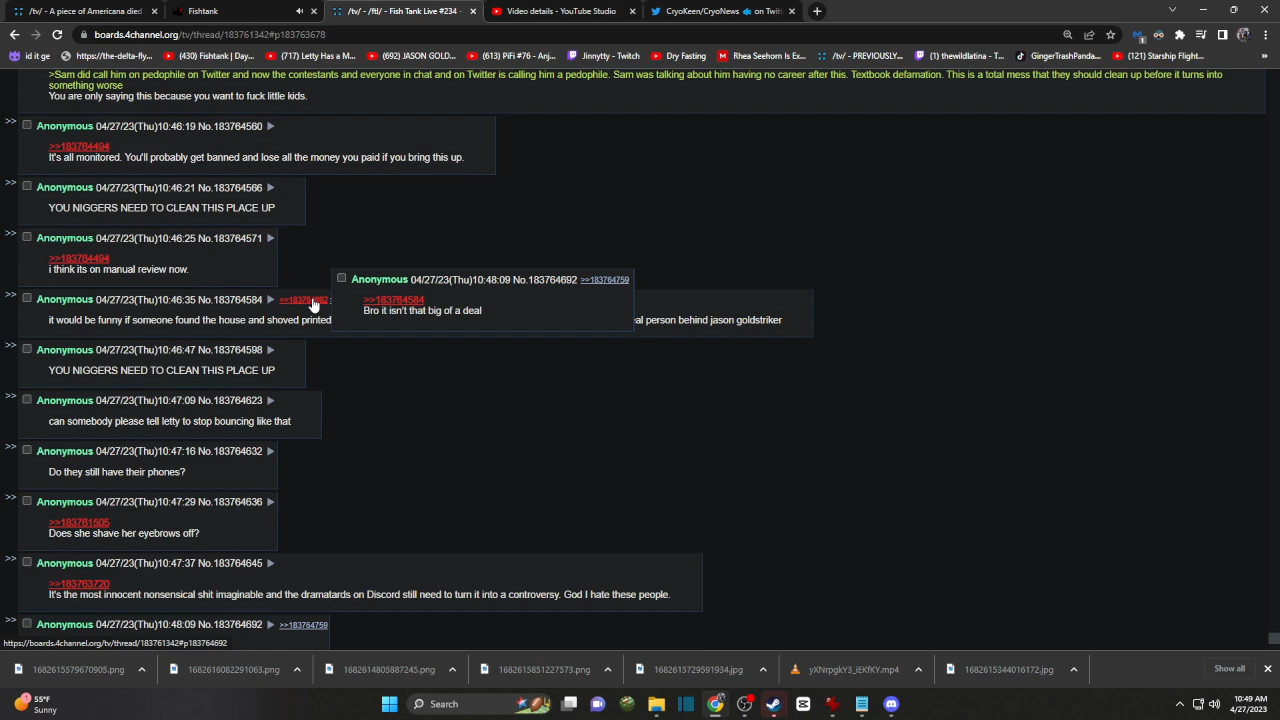 /tv/ - A piece of Americana died
Fishtank
/tv/ - /ftl/ - Fish Tank Live #234 -
Video details - YouTube Studio
CryoKeen/CryoNews on Twit
boards.4channel.org/tv/thread/183761342#p183763678
id it ge
https://the-delta-fly...
(430) Fishtank | Day...
(717) Letty Has a M...
(692) JASON GOLD...
(613) PiFi #76 - Anj...
Jinnytty - Twitch
Dry Fasting
Rhea Seehorn Is Ex...
/tv/ - PREVIOUSLY...
(1) thewildlatina - T...
GingerTrashPanda...
(121) Starship Flight...
>Sam did call him on pedophile on Twitter and now the contestants and everyone in chat and on Twitter is calling him a pedophile. Sam was talking about him having no career after this. Textbook defamation. This is a total mess that they should clean up before it turns into
something worse
You are only saying this because you want to fuck little kids.
>> Anonymous 04/27/23(Thu)10:46:19 No.183764560
>>183764494
It's all monitored. You'll probably get banned and lose all the money you paid if you bring this up.
>> Anonymous 04/27/23(Thu)10:46:21 No.183764566
YOU NIGGERS NEED TO CLEAN THIS PLACE UP
>> Anonymous 04/27/23(Thu)10:46:25 No.183764571
>>183764494
i think its on manual review now.
>> Anonymous 04/27/23(Thu)10:46:35 No.183764584
it would be funny if someone found the house and shoved printed
person behind jason goldstriker
Anonymous 04/27/23(Thu)10:48:09 No.183764692 >>183764759
>>183764584
Bro it isn't that big of a deal
>> Anonymous 04/27/23(Thu)10:46:47 No.183764598
YOU NIGGERS NEED TO CLEAN THIS PLACE UP
>> Anonymous 04/27/23(Thu)10:47:09 No.183764623
can somebody please tell letty to stop bouncing like that
>> Anonymous 04/27/23(Thu)10:47:16 No.183764632
Do they still have their phones?
>> Anonymous 04/27/23(Thu)10:47:29 No.183764636
>>183761505
Does she shave her eyebrows off?
>> Anonymous 04/27/23(Thu)10:47:37 No.183764645
>>183763720
It's the most innocent nonsensical shit imaginable and the dramatards on Discord still need to turn it into a controversy. God I hate these people.
>> Anonymous 04/27/23(Thu)10:48:09 No.183764692 >>183764759
https://boards.4channel.org/tv/thread/183761342#p183764692
1682615579670905.png
1682616082291063.png
1682614805887245.png
1682615851227573.png
1682615729591934.jpg
yXNrpgkY3_iEKfKY.mp4
1682615344016172.jpg
Show all
55°F
Sunny
Search
10:49 AM
4/27/2023